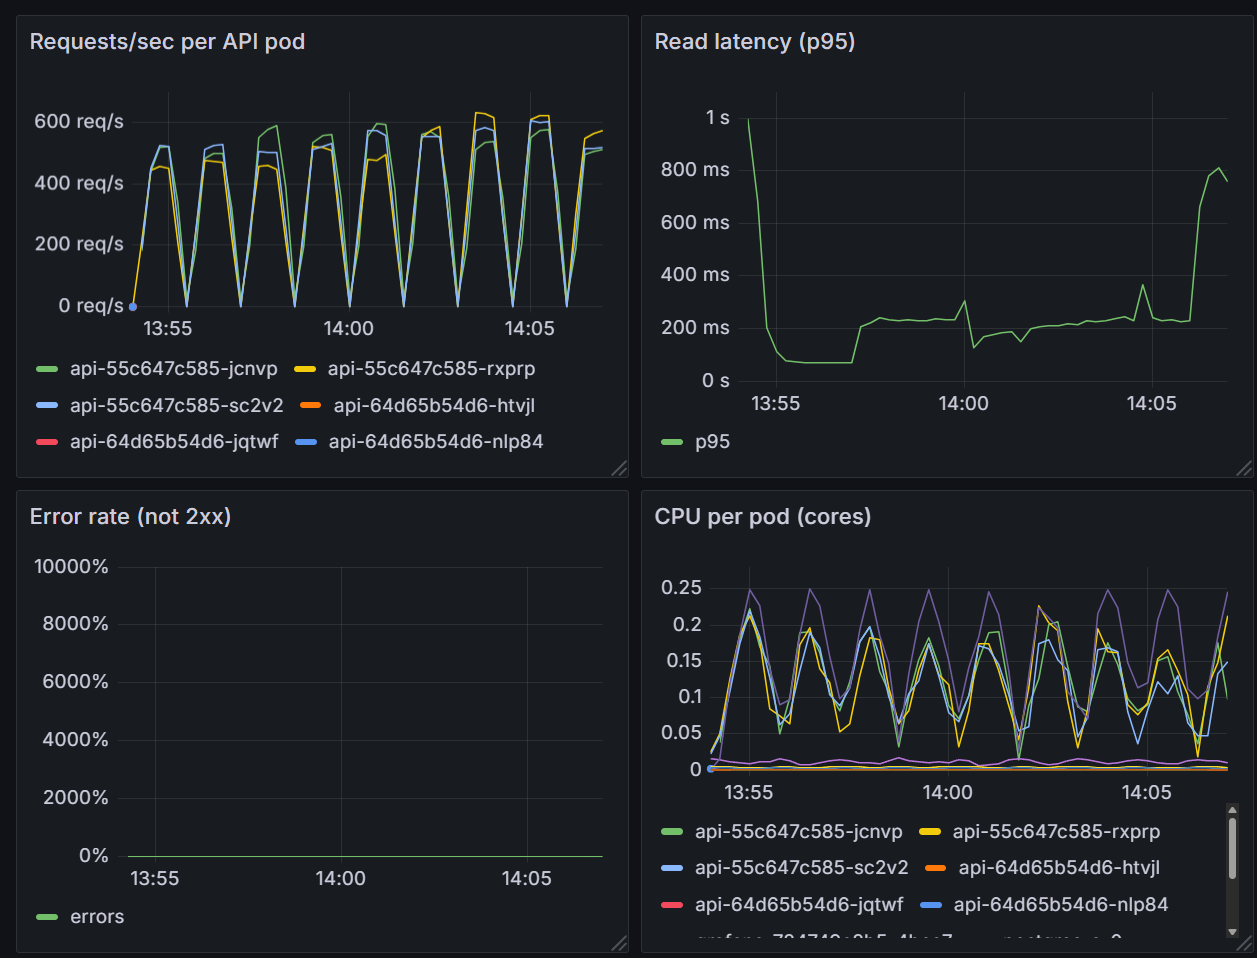 Requests/sec per API pod
600 req/s
400 req/s
200 req/s
0 req/s
13:55 14:00 14:05
api-55c647c585-jcnvp api-55c647c585-rxprp
api-55c647c585-sc2v2 api-64d65b54d6-htvjl
api-64d65b54d6-jqtwf api-64d65b54d6-nlp84
Read latency (p95)
1 s
800 ms
600 ms
400 ms
200 ms
0 s
13:55 14:00 14:05
p95
Error rate (not 2xx)
10000%
8000%
6000%
4000%
2000%
0%
13:55 14:00 14:05
errors
CPU per pod (cores)
0.25
0.2
0.15
0.1
0.05
0
13:55 14:00 14:05
api-55c647c585-jcnvp api-55c647c585-rxprp
api-55c647c585-sc2v2 api-64d65b54d6-htvjl
api-64d65b54d6-jqtwf api-64d65b54d6-nlp84